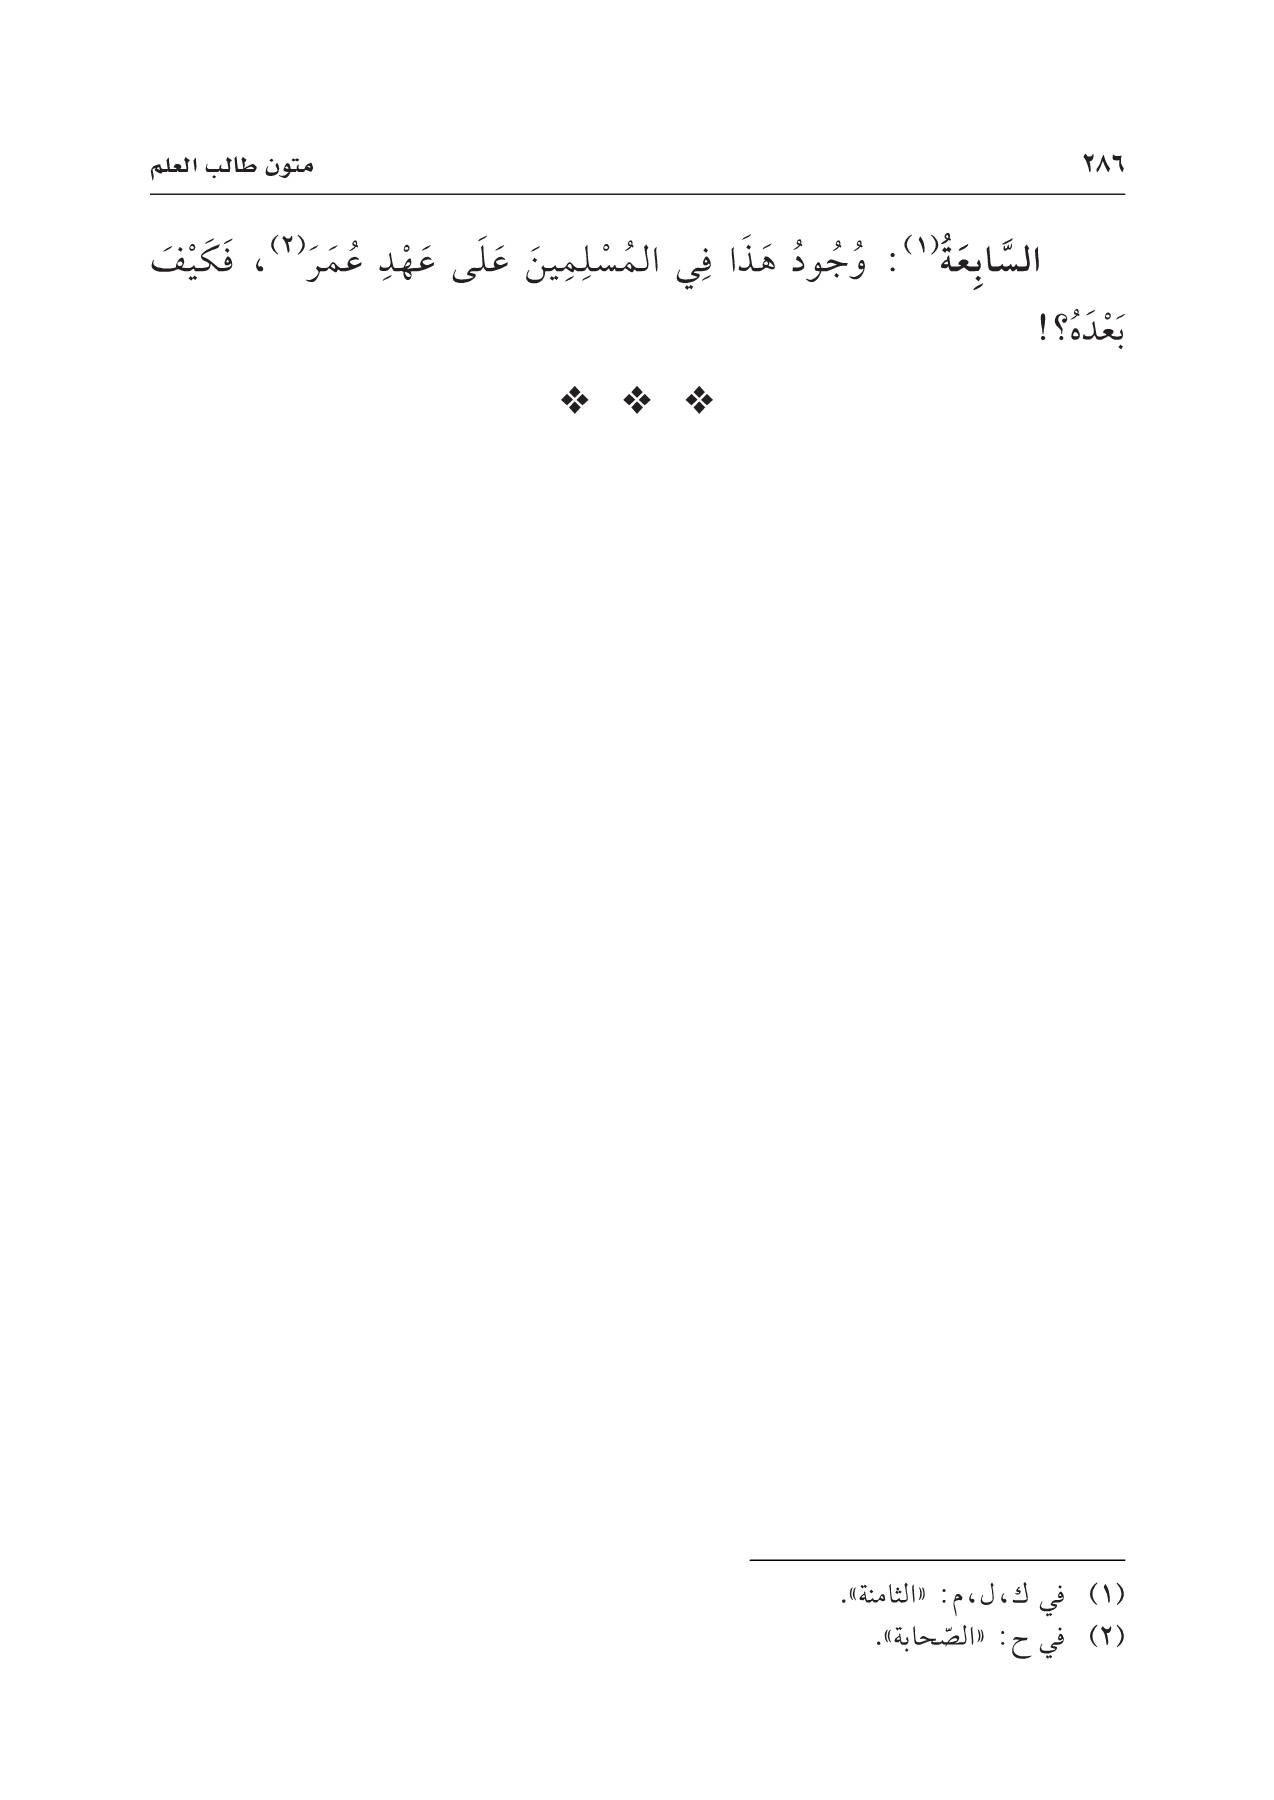 ٢٨٦
متون طالب العلم
السَّابِعَةُ(١): وُجُودُ هَذَا فِي المُسْلِمِينَ عَلَى عَهْدِ عُمَرَ(٢)، فَكَيْفَ
بَعْدَهُ؟!
❖ ❖ ❖
(١) في ك، ل، م: «الثامنة».
(٢) في ح: «الصّحابة».